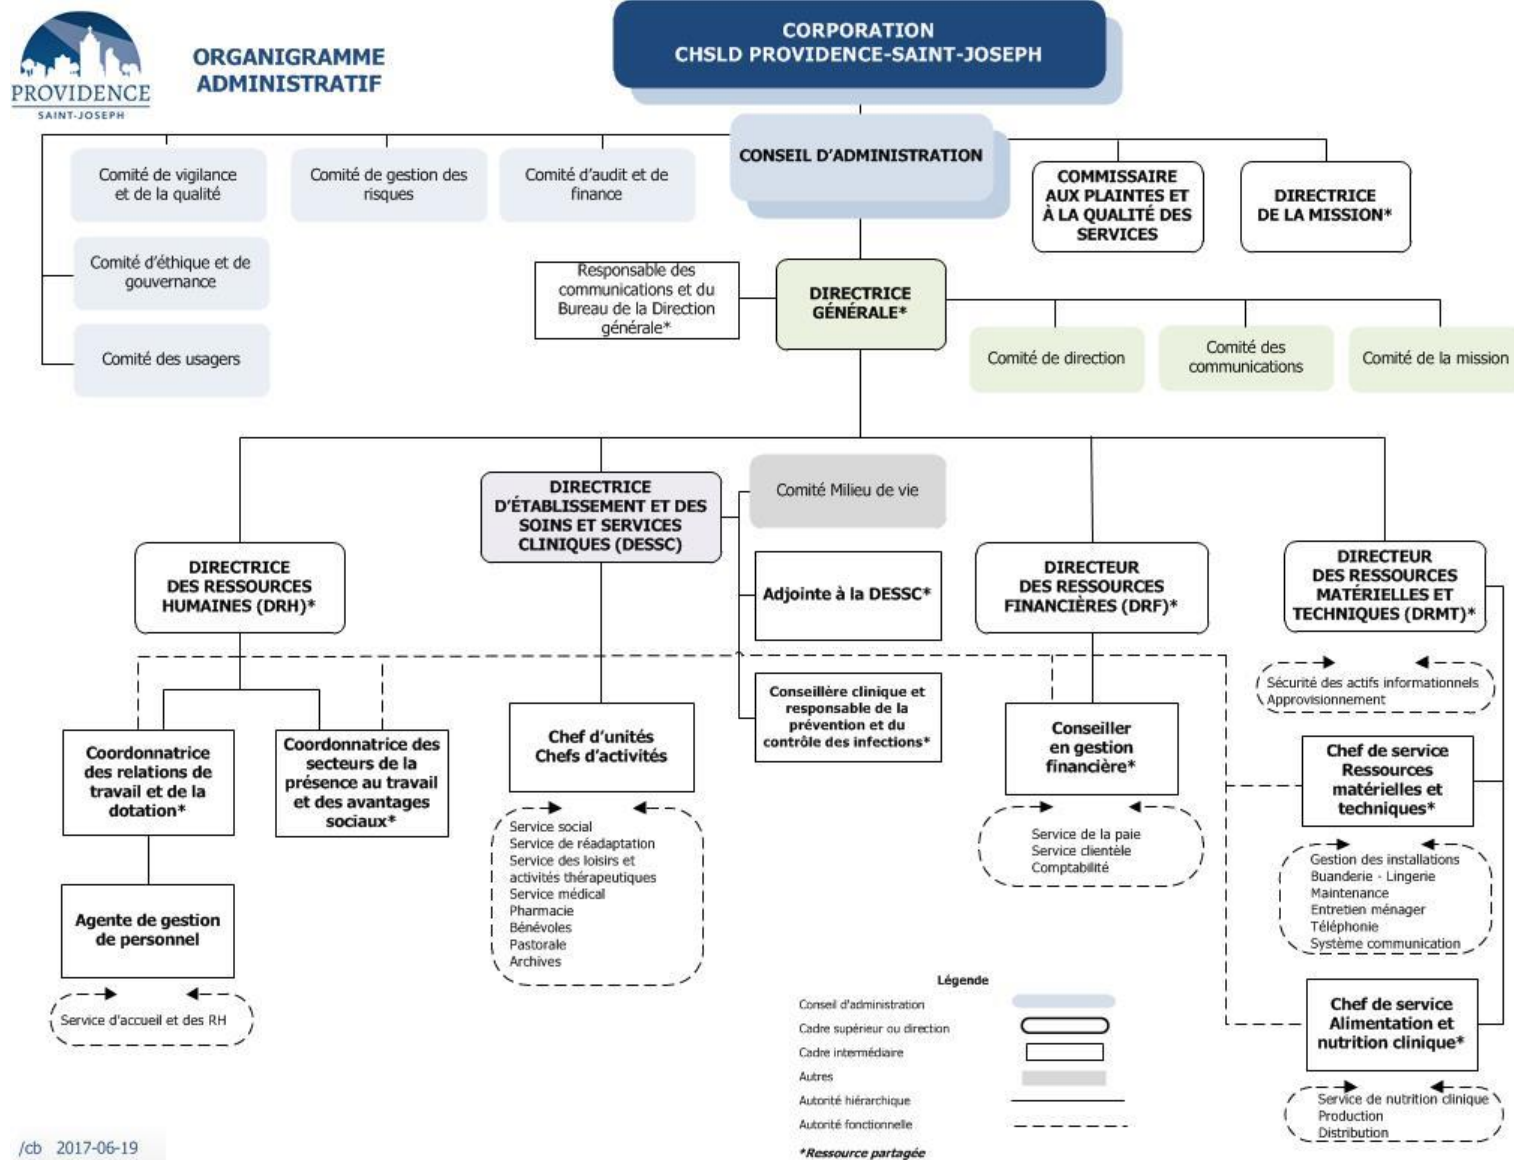 PROVIDENCE
SAINT-JOSEPH
ORGANIGRAMME
ADMINISTRATIF
CORPORATION
CHSLD PROVIDENCE-SAINT-JOSEPH
CONSEIL D'ADMINISTRATION
Comité de vigilance
et de la qualité
Comité de gestion des
risques
Comité d'audit et de
finance
COMMISSAIRE
AUX PLAINTES ET
À LA QUALITÉ DES
SERVICES
DIRECTRICE
DE LA MISSION*
Comité d'éthique et de
gouvernance
Comité des usagers
Responsable des
communications et du
Bureau de la Direction
générale*
DIRECTRICE
GÉNÉRALE*
Comité de direction
Comité des
communications
Comité de la mission
DIRECTRICE
DES RESSOURCES
HUMAINES (DRH)*
DIRECTRICE
D'ÉTABLISSEMENT ET DES
SOINS ET SERVICES
CLINIQUES (DESSC)
Comité Milieu de vie
Adjointe à la DESSC*
Conseillère clinique et
responsable de la
prévention et du
contrôle des infections*
DIRECTEUR
DES RESSOURCES
FINANCIÈRES (DRF)*
DIRECTEUR
DES RESSOURCES
MATÉRIELLES ET
TECHNIQUES (DRMT)*
Sécurité des actifs informationnels
Approvisionnement
Coordonnatrice
des relations de
travail et de la
dotation*
Coordonnatrice des
secteurs de la
présence au travail
et des avantages
sociaux*
Chef d'unités
Chefs d'activités
Conseiller
en gestion
financière*
Chef de service
Ressources
matérielles et
techniques*
Service social
Service de réadaptation
Service des loisirs et
activités thérapeutiques
Service médical
Pharmacie
Bénévoles
Pastorale
Archives
Service de la paie
Service clientèle
Comptabilité
Gestion des installations
Buanderie - Lingerie
Maintenance
Entretien ménager
Téléphonie
Système communication
Agente de gestion
de personnel
Service d'accueil et des RH
Chef de service
Alimentation et
nutrition clinique*
Service de nutrition clinique
Production
Distribution
Légende
Conseil d'administration
Cadre supérieur ou direction
Cadre intermédiaire
Autres
Autorité hiérarchique
Autorité fonctionnelle
*Ressource partagée
/cb 2017-06-19